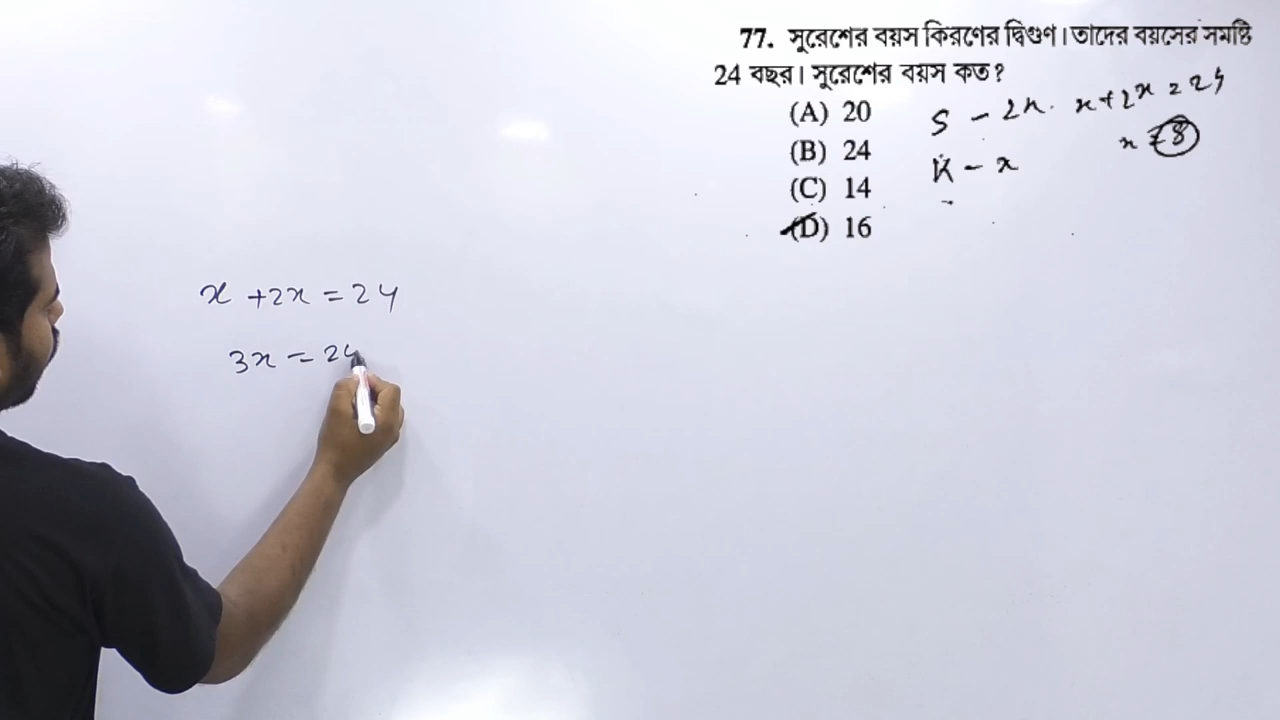 77. সুরেশের বয়স কিরণের দ্বিগুণ। তাদের বয়সের সমষ্টি
24 বছর। সুরেশের বয়স কত?
(A) 20
(B) 24
(C) 14
(D) 16
S - 2x. x+2x = 24
x = 8
K - x
x +2x = 24
3x = 24